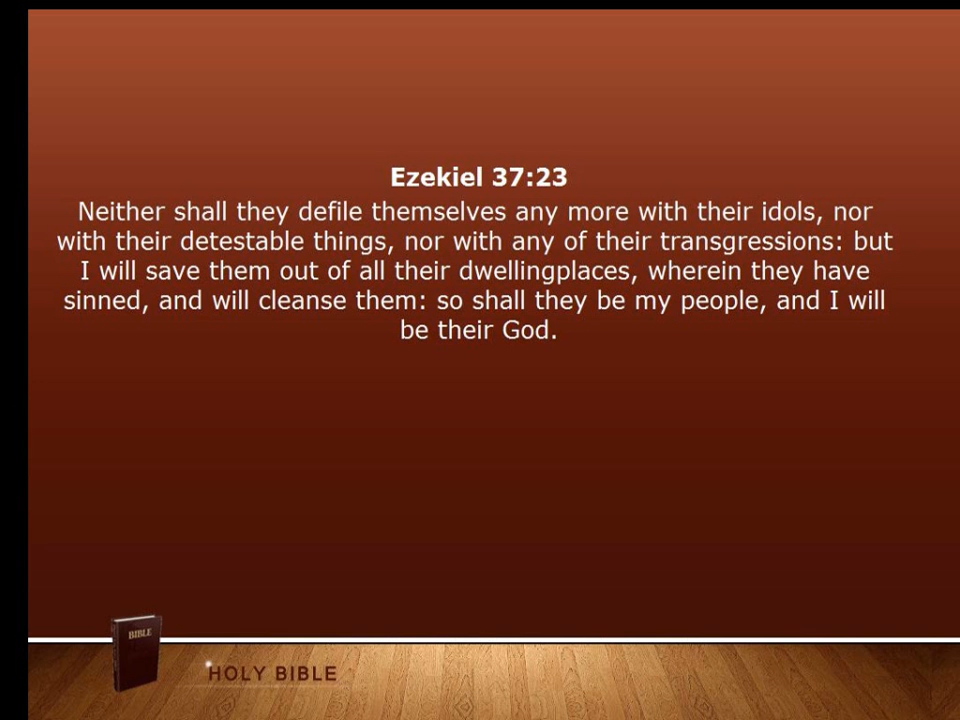 Ezekiel 37:23
Neither shall they defile themselves any more with their idols, nor
with their detestable things, nor with any of their transgressions: but
I will save them out of all their dwellingplaces, wherein they have
sinned, and will cleanse them: so shall they be my people, and I will
be their God.
BIBLE
HOLY BIBLE